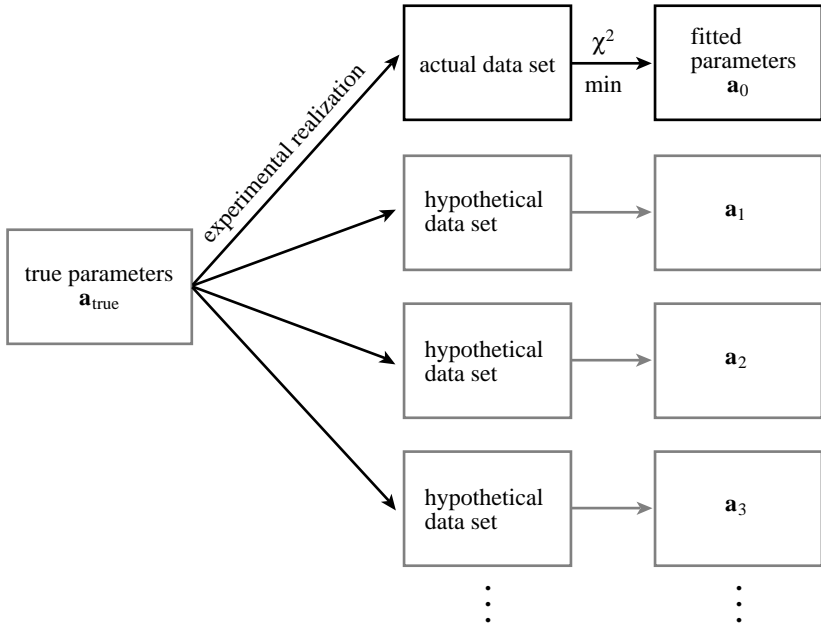 actual data set
χ²
min
fitted
parameters
a₀
experimental realization
hypothetical
data set
a₁
true parameters
a_true
hypothetical
data set
a₂
hypothetical
data set
a₃
⋮
⋮